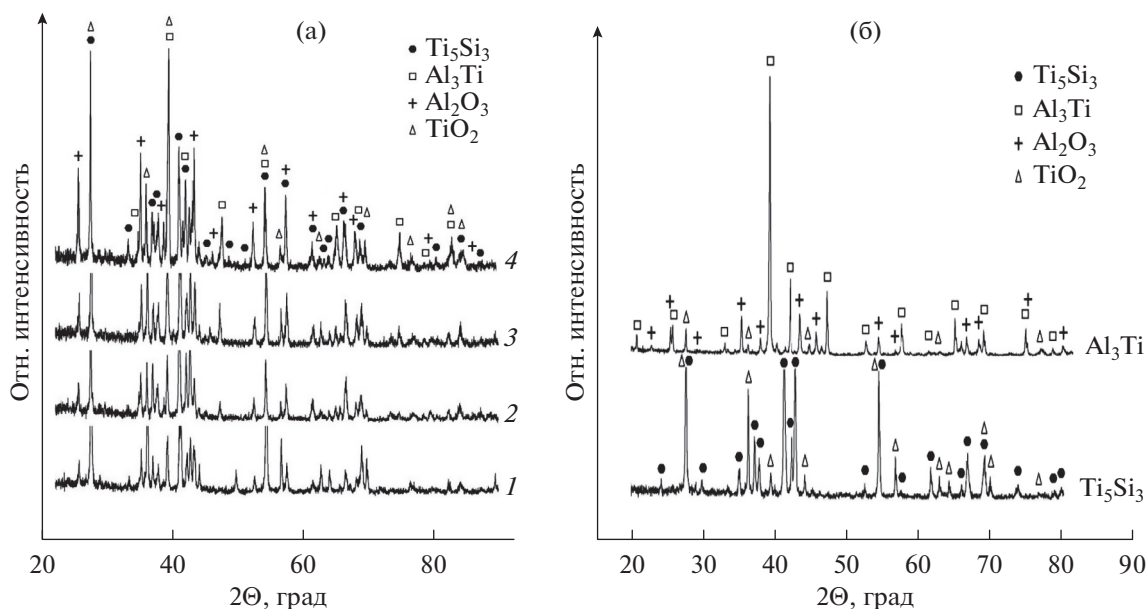 (а)
Ti5Si3
Al3Ti
Al2O3
TiO2
4
3
2
1
Отн. интенсивность
20 40 60 80
2Θ, град
(б)
Ti5Si3
Al3Ti
Al2O3
TiO2
Al3Ti
Ti5Si3
Отн. интенсивность
20 30 40 50 60 70 80 90
2Θ, град